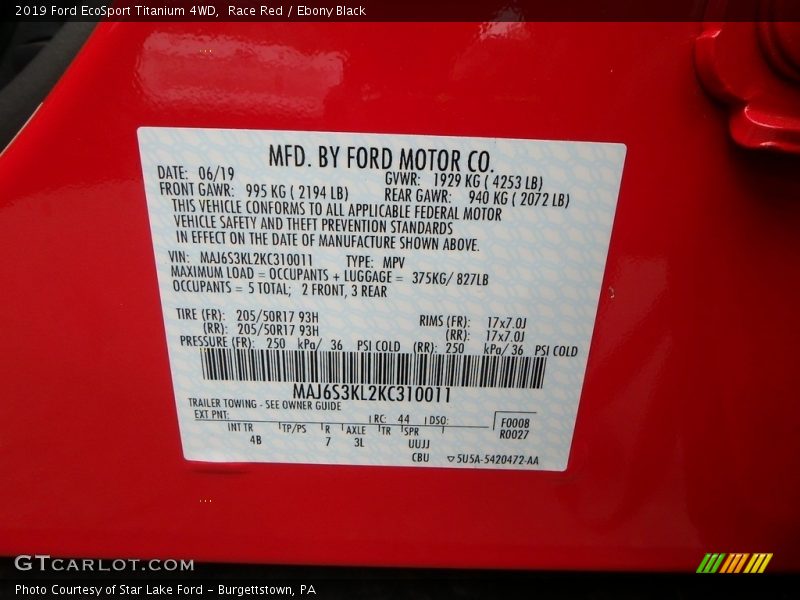 2019 Ford EcoSport Titanium 4WD, Race Red / Ebony Black
MFD. BY FORD MOTOR CO.
DATE: 06/19 GVWR: 1929 KG ( 4253 LB)
FRONT GAWR: 995 KG ( 2194 LB) REAR GAWR: 940 KG ( 2072 LB)
THIS VEHICLE CONFORMS TO ALL APPLICABLE FEDERAL MOTOR
VEHICLE SAFETY AND THEFT PREVENTION STANDARDS
IN EFFECT ON THE DATE OF MANUFACTURE SHOWN ABOVE.
VIN: MAJ6S3KL2KC310011 TYPE: MPV
MAXIMUM LOAD = OCCUPANTS + LUGGAGE = 375KG/ 827LB
OCCUPANTS = 5 TOTAL; 2 FRONT, 3 REAR
TIRE (FR): 205/50R17 93H RIMS (FR): 17x7.0J
(RR): 205/50R17 93H (RR): 17x7.0J
PRESSURE (FR): 250 kPa/ 36 PSI COLD (RR): 250 kPa/ 36 PSI COLD
MAJ6S3KL2KC310011
TRAILER TOWING - SEE OWNER GUIDE
EXT PNT: RC: 44 DSO: F0008
INT TR TP/PS R AXLE TR SPR R0027
4B 7 3L UUJJ
CBU 5U5A-5420472-AA
GTCARLOT.COM
Photo Courtesy of Star Lake Ford - Burgettstown, PA